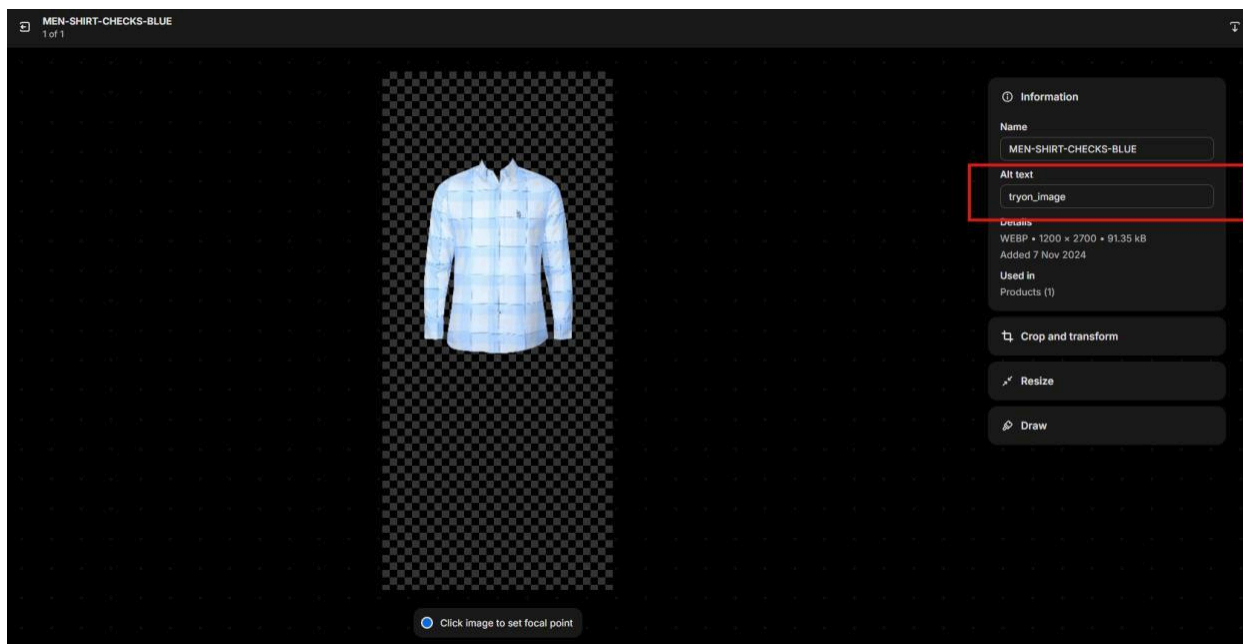 MEN-SHIRT-CHECKS-BLUE
1 of 1
Information
Name
MEN-SHIRT-CHECKS-BLUE
Alt text
tryon_image
Details
WEBP • 1200 × 2700 • 91.35 kB
Added 7 Nov 2024
Used in
Products (1)
Crop and transform
Resize
Draw
Click image to set focal point